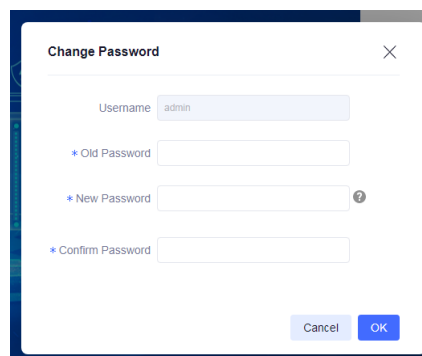 Change Password
Username admin
* Old Password
* New Password ?
* Confirm Password
Cancel OK